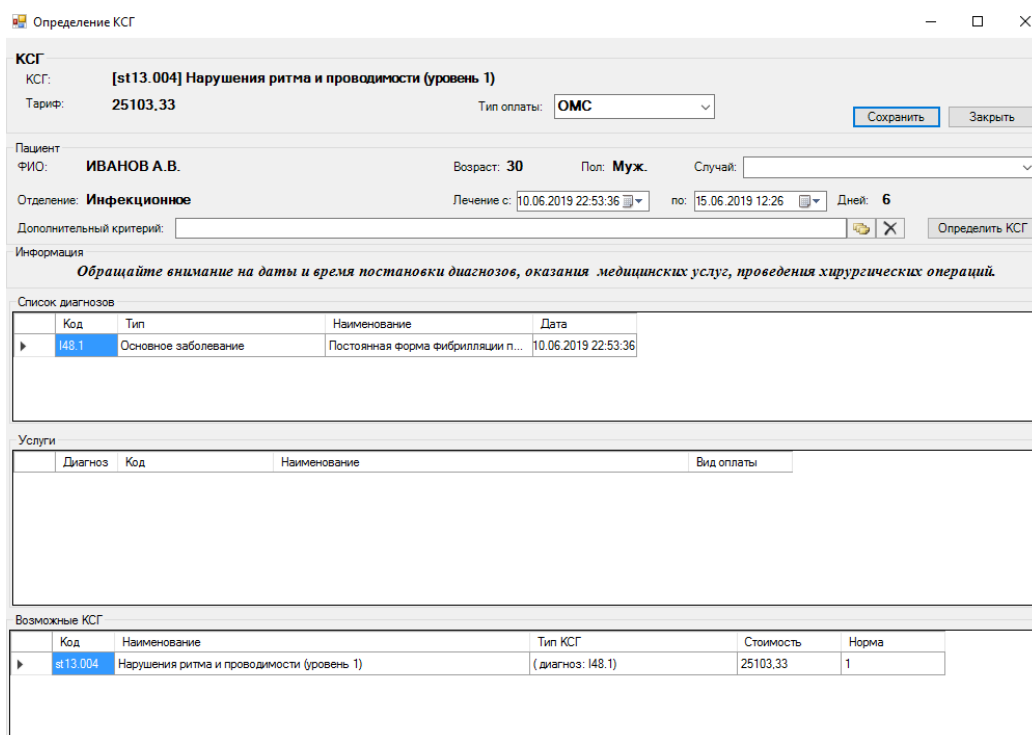 Определение КСГ
КСГ
КСГ: [st13.004] Нарушения ритма и проводимости (уровень 1)
Тариф: 25103,33 Тип оплаты: ОМС Сохранить Закрыть
Пациент
ФИО: ИВАНОВ А.В. Возраст: 30 Пол: Муж. Случай:
Отделение: Инфекционное Лечение с: 10.06.2019 22:53:36 по: 15.06.2019 12:26 Дней: 6
Дополнительный критерий: Определить КСГ
Информация
Обращайте внимание на даты и время постановки диагнозов, оказания медицинских услуг, проведения хирургических операций.
Список диагнозов
Код Тип Наименование Дата
I48.1 Основное заболевание Постоянная форма фибрилляции п... 10.06.2019 22:53:36
Услуги
Диагноз Код Наименование Вид оплаты
Возможные КСГ
Код Наименование Тип КСГ Стоимость Норма
st13.004 Нарушения ритма и проводимости (уровень 1) ( диагноз: I48.1) 25103,33 1